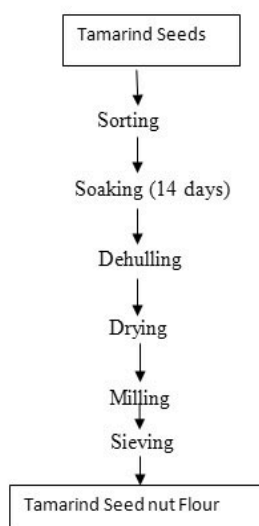 Tamarind Seeds
Sorting
Soaking (14 days)
Dehulling
Drying
Milling
Sieving
Tamarind Seed nut Flour